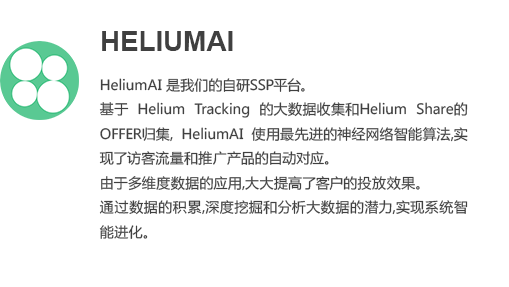 HELIUMAI
HeliumAI 是我们的自研SSP平台。
基于 Helium Tracking 的大数据收集和Helium Share的
OFFER归集, HeliumAI 使用最先进的神经网络智能算法,实
现了访客流量和推广产品的自动对应。
由于多维度数据的应用,大大提高了客户的投放效果。
通过数据的积累,深度挖掘和分析大数据的潜力,实现系统智
能进化。